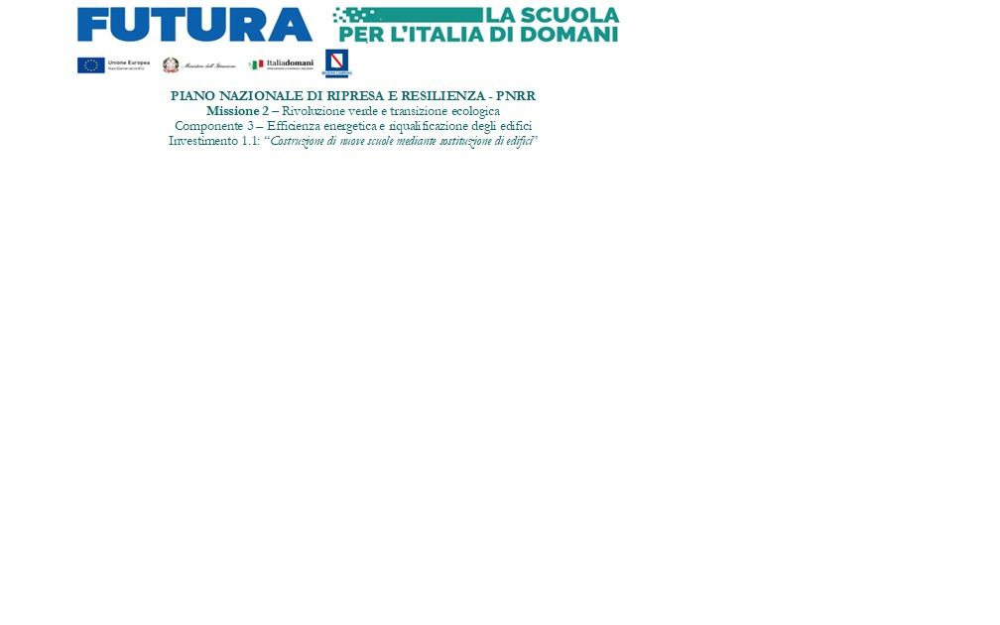 FUTURA
LA SCUOLA
PER L'ITALIA DI DOMANI
Unione Europea
NextGenerationEU
Ministero dell'Istruzione
Italiadomani
REGIONE CAMPANIA
PIANO NAZIONALE DI RIPRESA E RESILIENZA - PNRR
Missione 2 – Rivoluzione verde e transizione ecologica
Componente 3 – Efficienza energetica e riqualificazione degli edifici
Investimento 1.1: “Costruzione di nuove scuole mediante sostituzione di edifici”